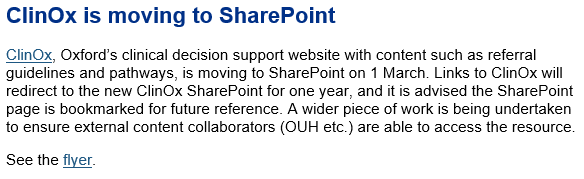 ClinOx is moving to SharePoint
ClinOx, Oxford's clinical decision support website with content such as referral
guidelines and pathways, is moving to SharePoint on 1 March. Links to ClinOx will
redirect to the new ClinOx SharePoint for one year, and it is advised the SharePoint
page is bookmarked for future reference. A wider piece of work is being undertaken
to ensure external content collaborators (OUH etc.) are able to access the resource.
See the flyer.